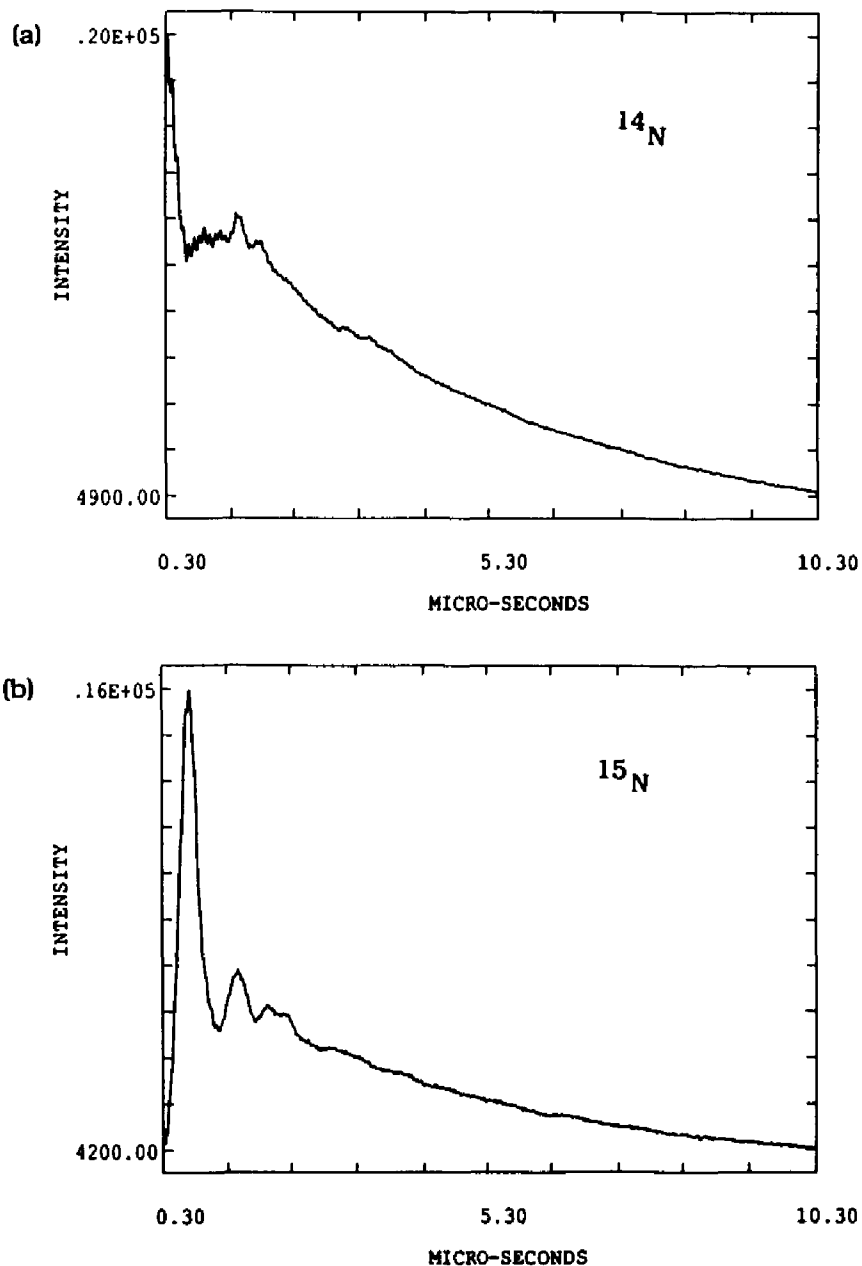 (a)
.20E+05
14N
INTENSITY
4900.00
0.30 5.30 10.30
MICRO-SECONDS
(b)
.16E+05
15N
INTENSITY
4200.00
0.30 5.30 10.30
MICRO-SECONDS